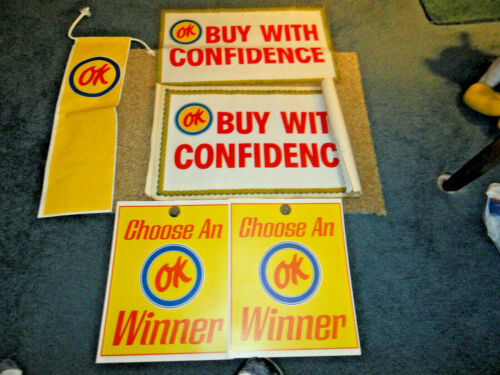 OK
OK BUY WITH
CONFIDENCE
OK BUY WIT
CONFIDENC
Choose An
OK
Winner
Choose An
OK
Winner